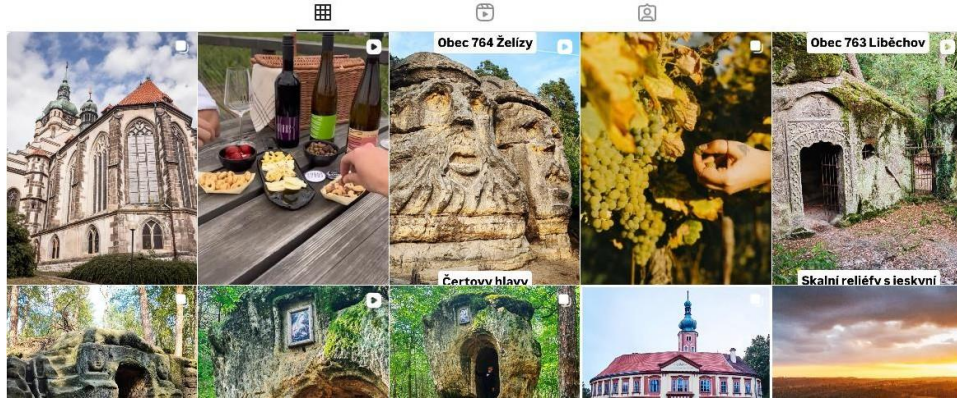 Obec 764 Želízy
Obec 763 Liběchov
Čertovy hlavy
Skalní reliéfy s jeskyní